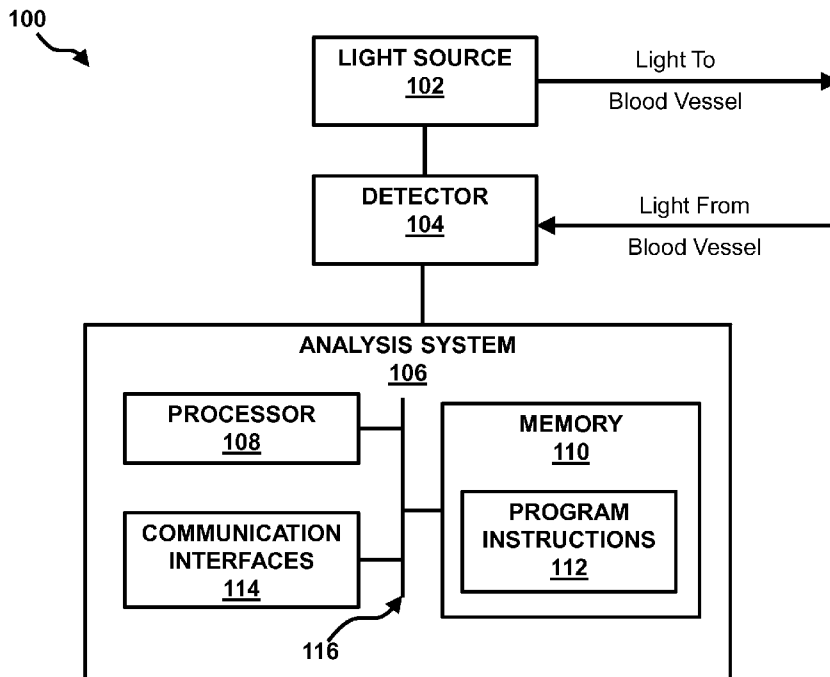 100
LIGHT SOURCE
102
Light To
Blood Vessel
DETECTOR
104
Light From
Blood Vessel
ANALYSIS SYSTEM
106
PROCESSOR
108
MEMORY
110
COMMUNICATION
INTERFACES
114
PROGRAM
INSTRUCTIONS
112
116